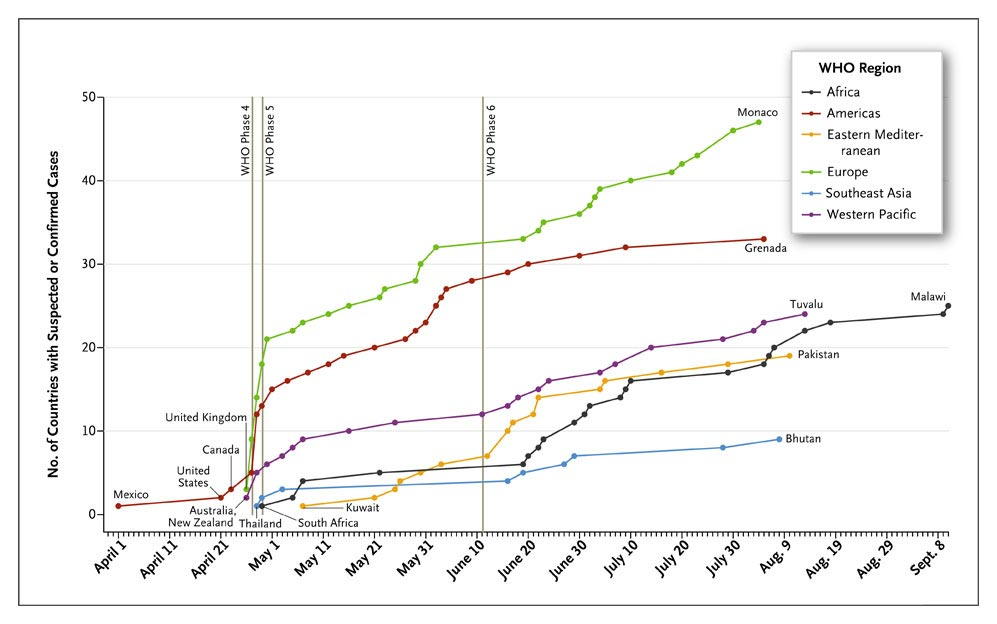 WHO Region
Africa
Americas
Eastern Mediter-
ranean
Europe
Southeast Asia
Western Pacific
No. of Countries with Suspected or Confirmed Cases
50
40
30
20
10
0
WHO Phase 4
WHO Phase 5
WHO Phase 6
Monaco
Grenada
Tuvalu
Malawi
Pakistan
Bhutan
United Kingdom
Canada
United
States
Mexico
Australia,
New Zealand
Thailand
South Africa
Kuwait
April 1
April 11
April 21
May 1
May 11
May 21
May 31
June 10
June 20
June 30
July 10
July 20
July 30
Aug. 9
Aug. 19
Aug. 29
Sept. 8